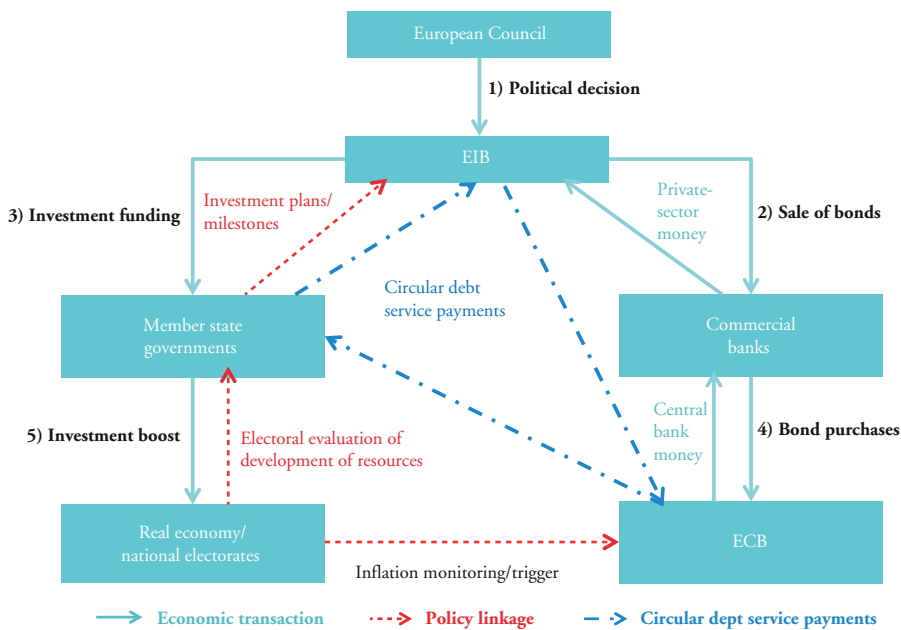 European Council
1) Political decision
EIB
3) Investment funding
Investment plans/
milestones
Private-
sector
money
2) Sale of bonds
Circular debt
service payments
Member state
governments
Commercial
banks
5) Investment boost
Electoral evaluation of
development of resources
Central
bank
money
4) Bond purchases
Real economy/
national electorates
ECB
Inflation monitoring/trigger
Economic transaction
Policy linkage
Circular dept service payments